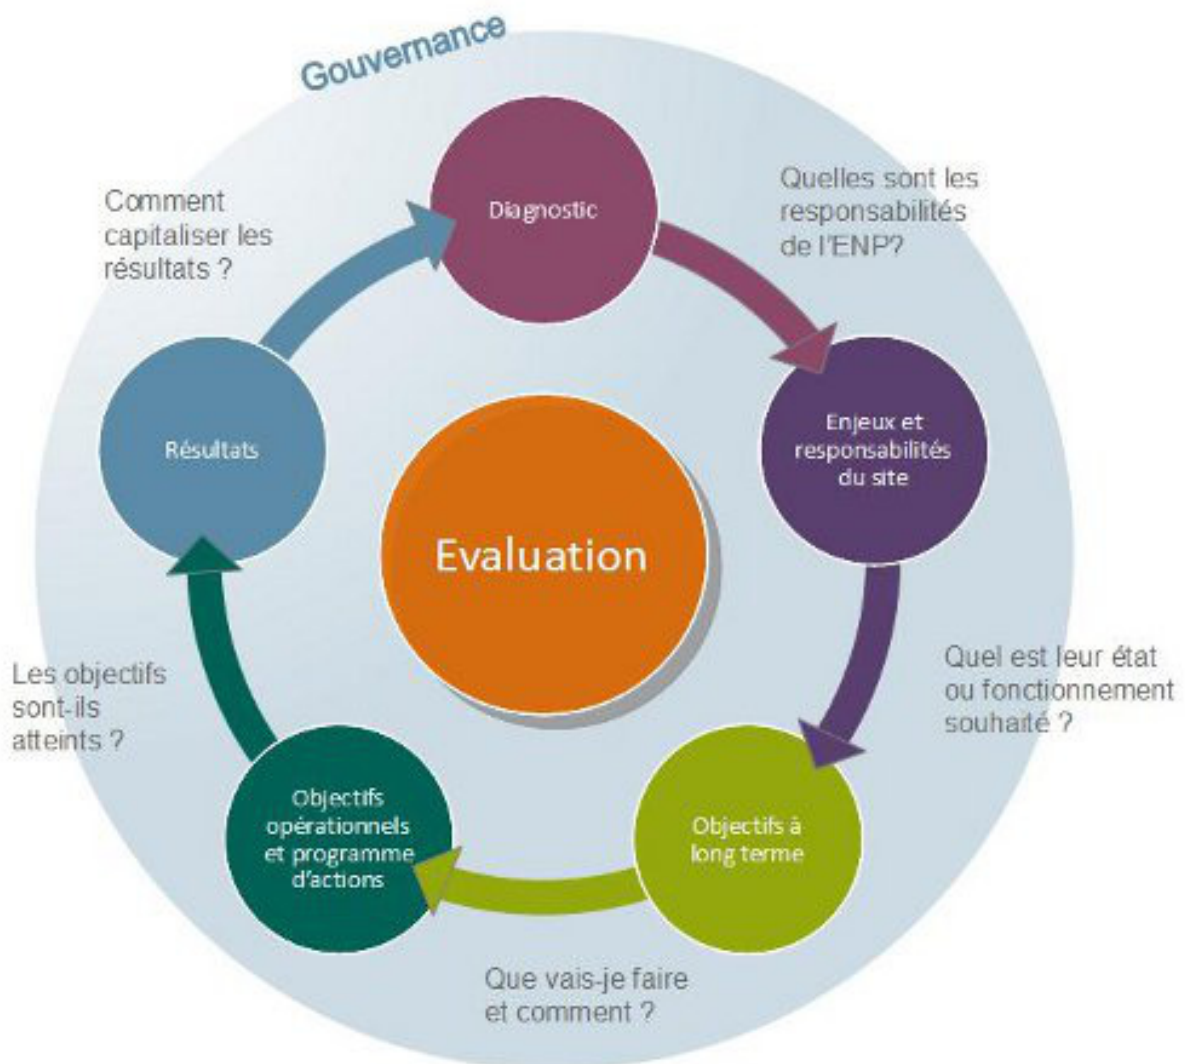 Gouvernance
Diagnostic
Quelles sont les
responsabilités
de l'ENP?
Enjeux et
responsabilités
du site
Quel est leur état
ou fonctionnement
souhaité ?
Objectifs à
long terme
Que vais-je faire
et comment ?
Objectifs
opérationnels
et programme
d'actions
Les objectifs
sont-ils
atteints ?
Résultats
Comment
capitaliser les
résultats ?
Evaluation